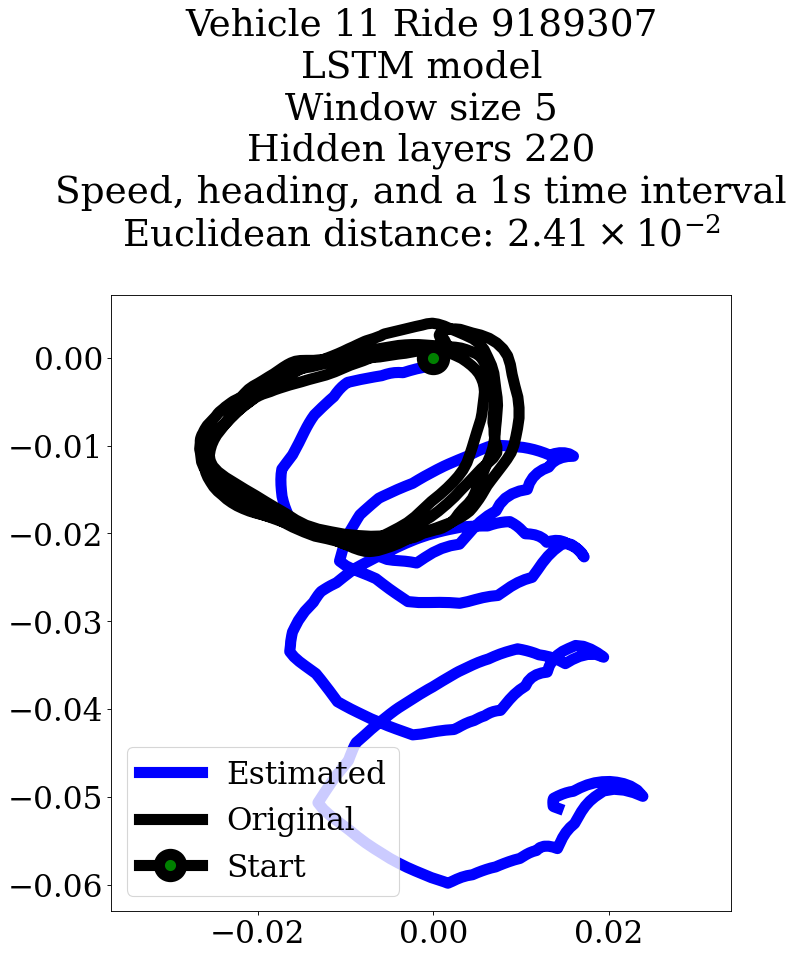 Vehicle 11 Ride 9189307
LSTM model
Window size 5
Hidden layers 220
Speed, heading, and a 1s time interval
Euclidean distance: 2.41 × 10⁻²
0.00
−0.01
−0.02
−0.03
−0.04
−0.05
−0.06
Estimated
Original
Start
−0.02 0.00 0.02